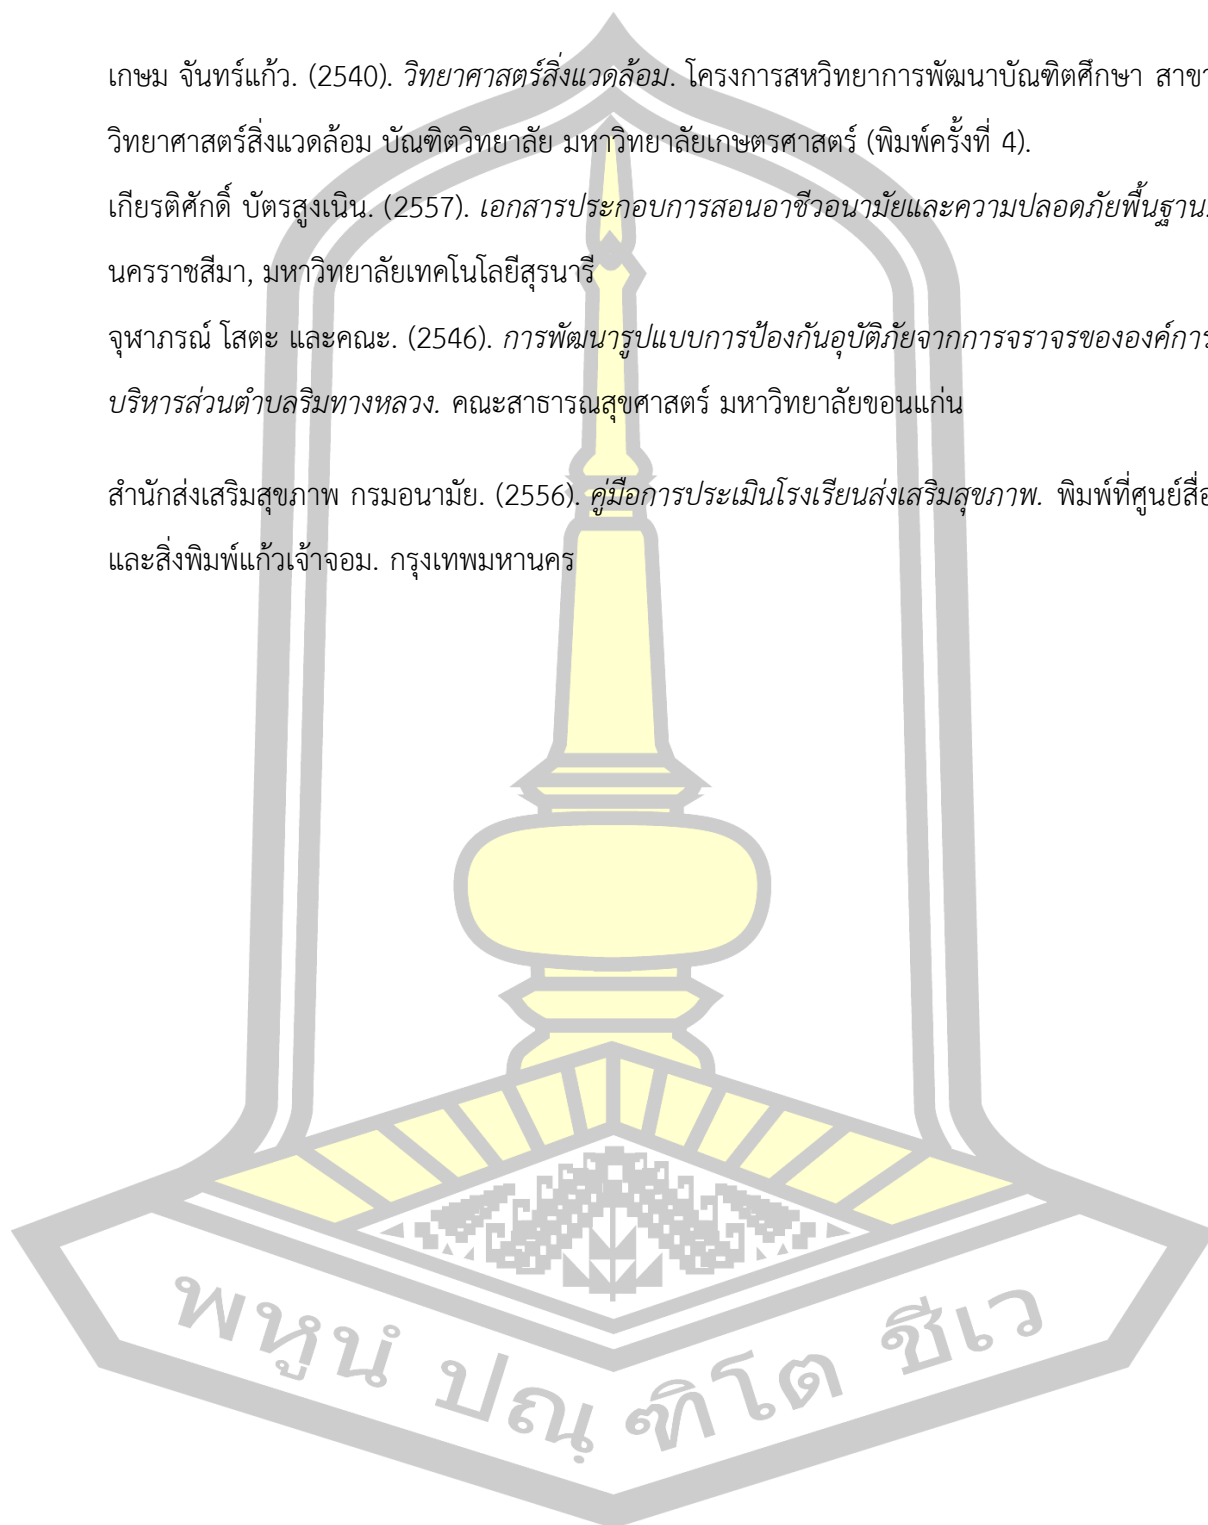 เกษม จันทร์แก้ว. (2540). วิทยาศาสตร์สิ่งแวดล้อม. โครงการสหวิทยาการพัฒนาบัณฑิตศึกษา สาขา
วิทยาศาสตร์สิ่งแวดล้อม บัณฑิตวิทยาลัย มหาวิทยาลัยเกษตรศาสตร์ (พิมพ์ครั้งที่ 4).
เกียรติศักดิ์ บัตรสูงเนิน. (2557). เอกสารประกอบการสอนอาชีวอนามัยและความปลอดภัยพื้นฐาน.
นครราชสีมา, มหาวิทยาลัยเทคโนโลยีสุรนารี
จุฬาภรณ์ โสตะ และคณะ. (2546). การพัฒนารูปแบบการป้องกันอุบัติภัยจากการจราจรขององค์การ
บริหารส่วนตำบลริมทางหลวง. คณะสาธารณสุขศาสตร์ มหาวิทยาลัยขอนแก่น
สำนักส่งเสริมสุขภาพ กรมอนามัย. (2556). คู่มือการประเมินโรงเรียนส่งเสริมสุขภาพ. พิมพ์ที่ศูนย์สื่อ
และสิ่งพิมพ์แก้วเจ้าจอม. กรุงเทพมหานคร
พหูนํ ปณฺฑิโต ชีเว